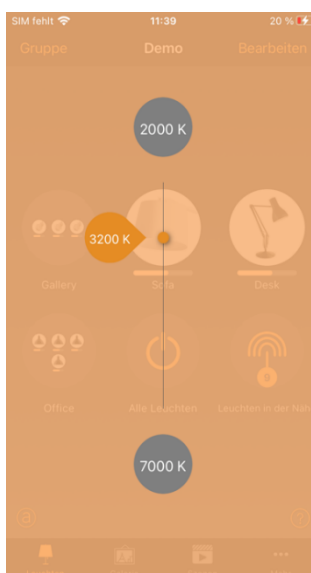 SIM fehlt 11:39 20 %
Gruppe Demo Bearbeiten
2000 K
3200 K
Gallery Sofa Desk
Office Alle Leuchten Leuchten in der Näh
7000 K